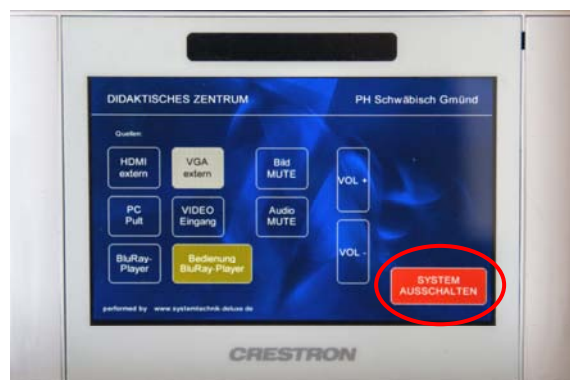 DIDAKTISCHES ZENTRUM
PH Schwäbisch Gmünd
Quellen:
HDMI
extern
VGA
extern
Bild
MUTE
VOL +
PC
Pult
VIDEO
Eingang
Audio
MUTE
BluRay-
Player
Bedienung
BluRay-Player
VOL -
SYSTEM
AUSSCHALTEN
performed by www.systemtechnik-deluse.de
CRESTRON